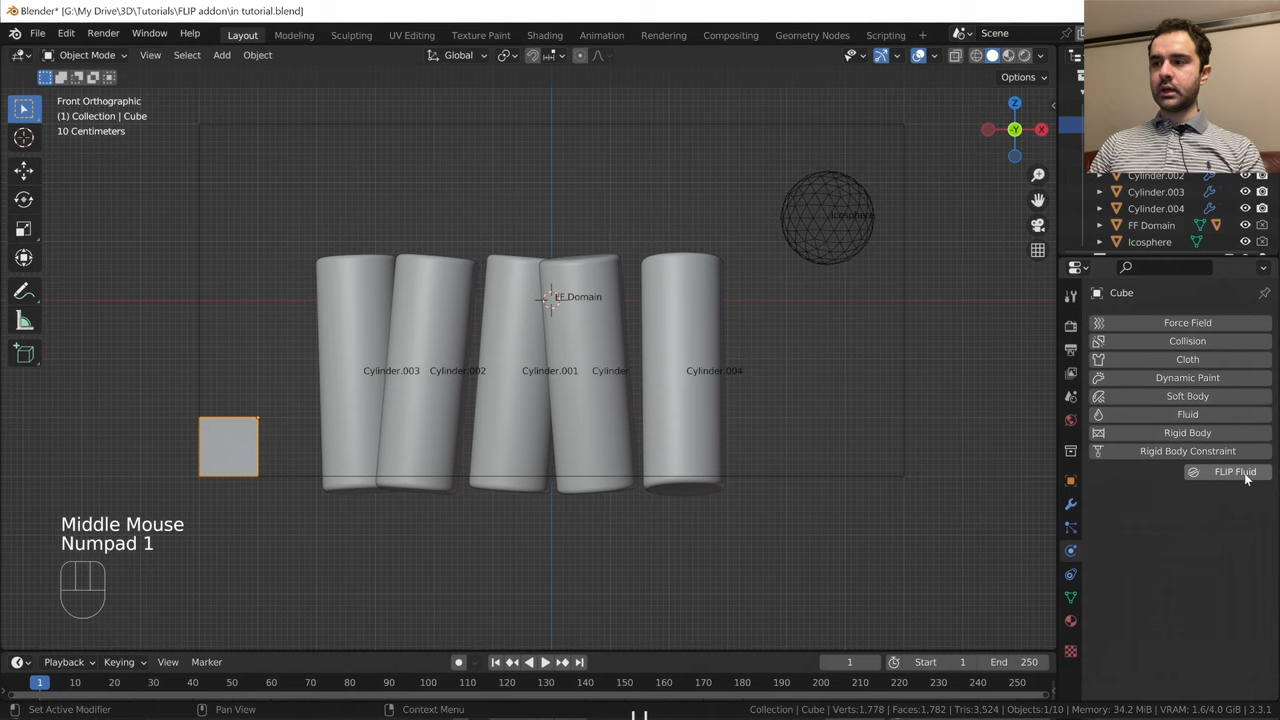 Blender* [G:\My Drive\3D\Tutorials\FLIP addon\in tutorial.blend]
File Edit Render Window Help Layout Modeling Sculpting UV Editing Texture Paint Shading Animation Rendering Compositing Geometry Nodes Scripting Scene
Object Mode View Select Add Object Global
Options
Front Orthographic
(1) Collection | Cube
10 Centimeters
Z
-Y X
Icosphere
FF Domain
Cylinder.003 Cylinder.002 Cylinder.001 Cylinder Cylinder.004
Middle Mouse
Numpad 1
Cylinder.002
Cylinder.003
Cylinder.004
FF Domain
Icosphere
Cube
Force Field
Collision
Cloth
Dynamic Paint
Soft Body
Fluid
Rigid Body
Rigid Body Constraint
FLIP Fluid
Playback Keying View Marker 1 Start 1 End 250
1 10 20 30 40 50 60 70 80 90 100 110 120 130 140 150 160 170 180 190 200 210 220 230 240 250
Set Active Modifier Pan View Context Menu Collection | Cube | Verts:1,778 | Faces:1,782 | Tris:3,524 | Objects:1/10 | Memory: 34.2 MiB | VRAM: 1.6/4.0 GiB | 3.3.1